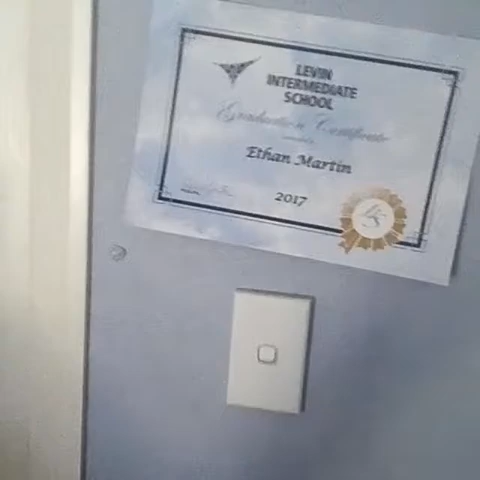 LEVIN
INTERMEDIATE
SCHOOL
Graduation Certificate
Ethan Martin
2017